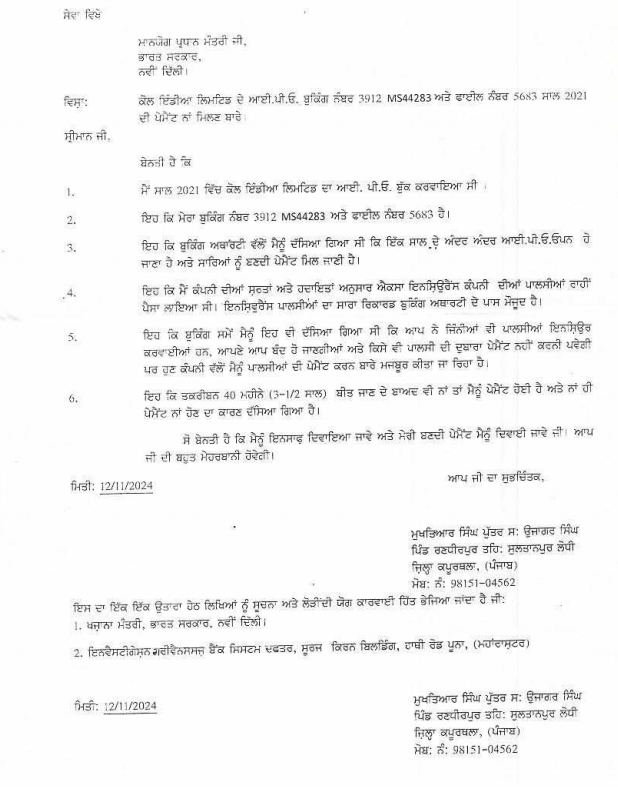 ਸੇਵਾ ਵਿਖੇ
ਮਾਨਯੋਗ ਪ੍ਰਧਾਨ ਮੰਤਰੀ ਜੀ,
ਭਾਰਤ ਸਰਕਾਰ,
ਨਵੀਂ ਦਿੱਲੀ।
ਵਿਸ਼ਾ: ਕੋਲ ਇੰਡੀਆ ਲਿਮਟਿਡ ਦੇ ਆਈ.ਪੀ.ਓ. ਬੁਕਿੰਗ ਨੰਬਰ 3912 MS44283 ਅਤੇ ਫਾਈਲ ਨੰਬਰ 5683 ਸਾਲ 2021
ਦੀ ਪੇਮੈਂਟ ਨਾਂ ਮਿਲਣ ਬਾਰੇ।
ਸ੍ਰੀਮਾਨ ਜੀ,
ਬੇਨਤੀ ਹੈ ਕਿ
1. ਮੈਂ ਸਾਲ 2021 ਵਿੱਚ ਕੋਲ ਇੰਡੀਆ ਲਿਮਟਿਡ ਦਾ ਆਈ. ਪੀ.ਓ. ਬੁੱਕ ਕਰਵਾਇਆ ਸੀ ।
2. ਇਹ ਕਿ ਮੇਰਾ ਬੁਕਿੰਗ ਨੰਬਰ 3912 MS44283 ਅਤੇ ਫਾਈਲ ਨੰਬਰ 5683 ਹੈ।
3. ਇਹ ਕਿ ਬੁਕਿੰਗ ਅਥਾਰਟੀ ਵੱਲੋਂ ਮੈਨੂੰ ਦੱਸਿਆ ਗਿਆ ਸੀ ਕਿ ਇੱਕ ਸਾਲ ਦੇ ਅੰਦਰ ਅੰਦਰ ਆਈ.ਪੀ.ਓ.ਓਪਨ ਹੋ
ਜਾਣਾ ਹੈ ਅਤੇ ਸਾਰਿਆਂ ਨੂੰ ਬਣਦੀ ਪੇਮੈਂਟ ਮਿਲ ਜਾਣੀ ਹੈ।
4. ਇਹ ਕਿ ਮੈਂ ਕੰਪਨੀ ਦੀਆਂ ਸ਼ਰਤਾਂ ਅਤੇ ਹਦਾਇਤਾਂ ਅਨੁਸਾਰ ਐਕਸਾ ਇਨਸ਼ਿਉਰੈਂਸ ਕੰਪਨੀ ਦੀਆਂ ਪਾਲਸੀਆਂ ਰਾਹੀਂ
ਪੈਸਾ ਲਾਇਆ ਸੀ। ਇਨਸ਼ਿਵੁਰੈਂਸ ਪਾਲਸੀਆਂ ਦਾ ਸਾਰਾ ਰਿਕਾਰਡ ਬੁਕਿੰਗ ਅਥਾਰਟੀ ਦੇ ਪਾਸ ਮੌਜੂਦ ਹੈ।
5. ਇਹ ਕਿ ਬੁਕਿੰਗ ਸਮੇਂ ਮੈਨੂੰ ਇਹ ਵੀ ਦੱਸਿਆ ਗਿਆ ਸੀ ਕਿ ਆਪ ਨੇ ਜਿੰਨੀਆਂ ਵੀ ਪਾਲਸੀਆਂ ਇਨਸ਼ਿਉਰ
ਕਰਵਾਈਆਂ ਹਨ, ਆਪਣੇ ਆਪ ਬੰਦ ਹੋ ਜਾਣਗੀਆਂ ਅਤੇ ਕਿਸੇ ਵੀ ਪਾਲਸੀ ਦੀ ਦੁਬਾਰਾ ਪੇਮੈਂਟ ਨਹੀਂ ਕਰਨੀ ਪਵੇਗੀ
ਪਰ ਹੁਣ ਕੰਪਨੀ ਵੱਲੋਂ ਮੈਨੂੰ ਪਾਲਸੀਆਂ ਦੀ ਪੇਮੈਂਟ ਕਰਨ ਬਾਰੇ ਮਜਬੂਰ ਕੀਤਾ ਜਾ ਰਿਹਾ ਹੈ।
6. ਇਹ ਕਿ ਤਕਰੀਬਨ 40 ਮਹੀਨੇ (3-1/2 ਸਾਲ) ਬੀਤ ਜਾਣ ਦੇ ਬਾਅਦ ਵੀ ਨਾਂ ਤਾਂ ਮੈਨੂੰ ਪੇਮੈਂਟ ਹੋਈ ਹੈ ਅਤੇ ਨਾਂ ਹੀ
ਪੇਮੈਂਟ ਨਾਂ ਹੋਣ ਦਾ ਕਾਰਣ ਦੱਸਿਆ ਗਿਆ ਹੈ।
ਸੋ ਬੇਨਤੀ ਹੈ ਕਿ ਮੈਨੂੰ ਇਨਸਾਫ ਦਿਵਾਇਆ ਜਾਵੇ ਅਤੇ ਮੇਰੀ ਬਣਦੀ ਪੇਮੈਂਟ ਮੈਨੂੰ ਦਿਵਾਈ ਜਾਵੇ ਜੀ। ਆਪ
ਜੀ ਦੀ ਬਹੁਤ ਮੇਹਰਬਾਨੀ ਹੋਵੇਗੀ।
ਮਿਤੀ: 12/11/2024 ਆਪ ਜੀ ਦਾ ਸ਼ੁਭਚਿੰਤਕ,
ਮੁਖਤਿਆਰ ਸਿੰਘ ਪੁੱਤਰ ਸ: ਉਜਾਗਰ ਸਿੰਘ
ਪਿੰਡ ਰਣਧੀਰਪੁਰ ਤਹਿ: ਸੁਲਤਾਨਪੁਰ ਲੋਧੀ
ਜ਼ਿਲ੍ਹਾ ਕਪੂਰਥਲਾ, (ਪੰਜਾਬ)
ਮੋਬ: ਨੰ: 98151-04562
ਇਸ ਦਾ ਇੱਕ ਇੱਕ ਉਤਾਰਾ ਹੇਠ ਲਿਖਿਆਂ ਨੂੰ ਸੂਚਨਾ ਅਤੇ ਲੋੜੀਂਦੀ ਯੋਗ ਕਾਰਵਾਈ ਹਿੱਤ ਭੇਜਿਆ ਜਾਂਦਾ ਹੈ ਜੀ:
1. ਖਜ਼ਾਨਾ ਮੰਤਰੀ, ਭਾਰਤ ਸਰਕਾਰ, ਨਵੀਂ ਦਿੱਲੀ।
2. ਇਨਵੈਸਟੀਗੇਸ਼ਨ ਗਰੀਵੈਨਸਸਜ਼ ਬੈਂਕ ਸਿਸਟਮ ਦਫਤਰ, ਸੂਰਜ ਕਿਰਨ ਬਿਲਡਿੰਗ, ਹਾਥੀ ਰੋਡ ਪੂਨਾ, (ਮਹਾਂਰਾਸ਼ਟਰ)
ਮਿਤੀ: 12/11/2024
ਮੁਖਤਿਆਰ ਸਿੰਘ ਪੁੱਤਰ ਸ: ਉਜਾਗਰ ਸਿੰਘ
ਪਿੰਡ ਰਣਧੀਰਪੁਰ ਤਹਿ: ਸੁਲਤਾਨਪੁਰ ਲੋਧੀ
ਜ਼ਿਲ੍ਹਾ ਕਪੂਰਥਲਾ, (ਪੰਜਾਬ)
ਮੋਬ: ਨੰ: 98151-04562